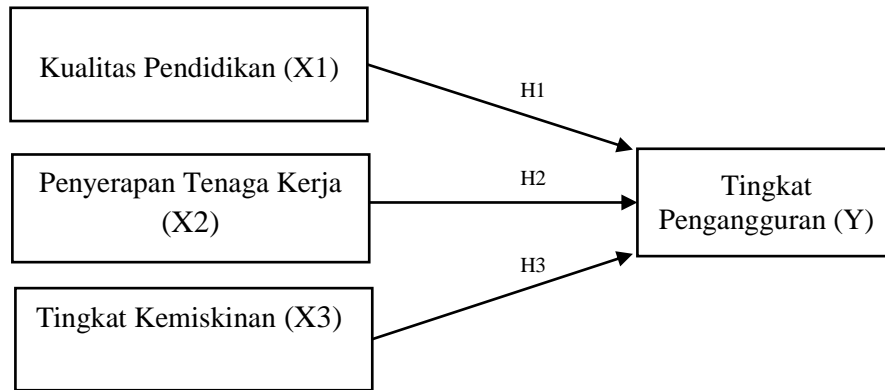 Kualitas Pendidikan (X1)
H1
Penyerapan Tenaga Kerja
(X2)
H2
Tingkat
Pengangguran (Y)
H3
Tingkat Kemiskinan (X3)